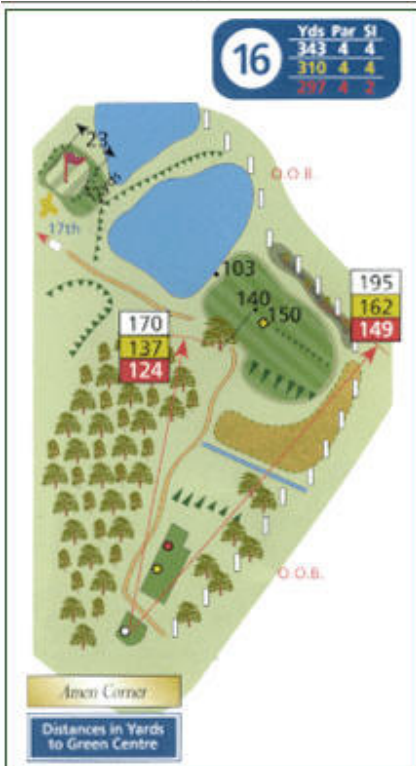 16
Yds Par SI
343 4 4
310 4 4
297 4 2
23
O.O.B.
17th
103
195
162
149
140
150
170
137
124
O.O.B.
Amen Corner
Distances in Yards
to Green Centre